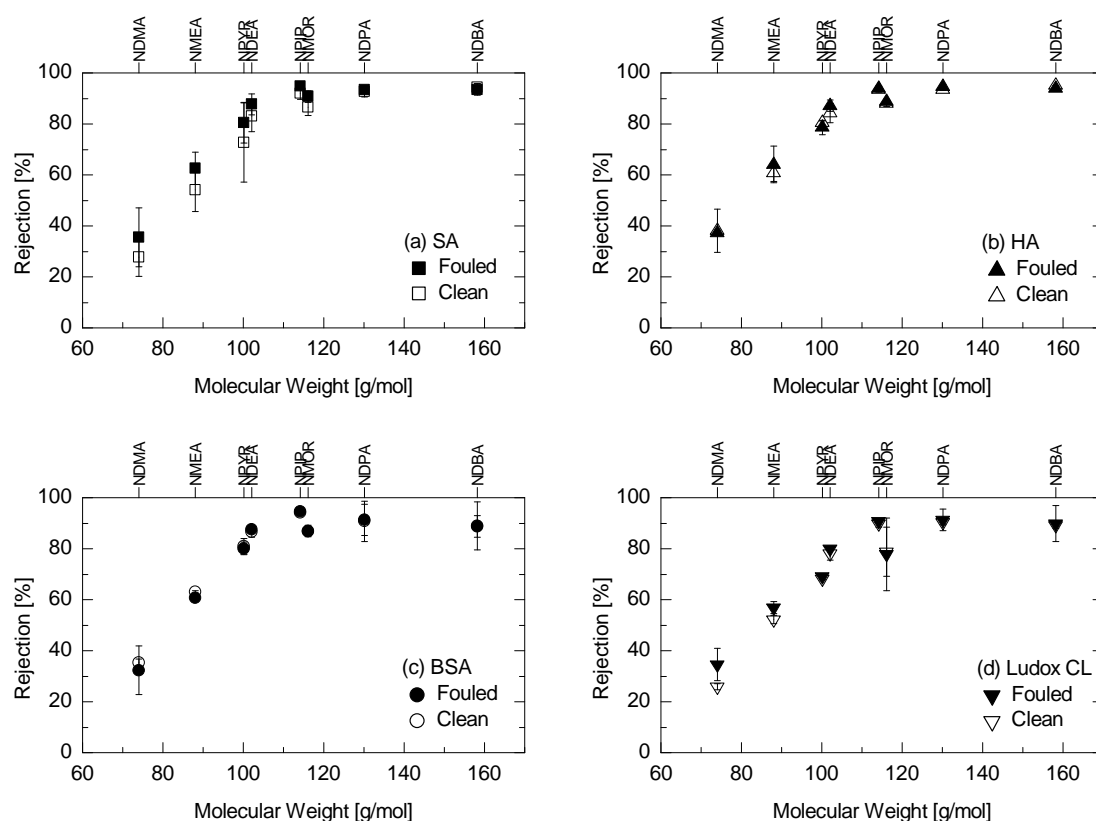 NDMA NMEA NPYR NDEA NPIP NMOR NDPA NDBA
100
80
60
40
20
0
Rejection [%]
(a) SA
Fouled
Clean
60 80 100 120 140 160
Molecular Weight [g/mol]
NDMA NMEA NPYR NDEA NPIP NMOR NDPA NDBA
100
80
60
40
20
0
Rejection [%]
(b) HA
Fouled
Clean
60 80 100 120 140 160
Molecular Weight [g/mol]
NDMA NMEA NPYR NDEA NPIP NMOR NDPA NDBA
100
80
60
40
20
0
Rejection [%]
(c) BSA
Fouled
Clean
60 80 100 120 140 160
Molecular Weight [g/mol]
NDMA NMEA NPYR NDEA NPIP NMOR NDPA NDBA
100
80
60
40
20
0
Rejection [%]
(d) Ludox CL
Fouled
Clean
60 80 100 120 140 160
Molecular Weight [g/mol]